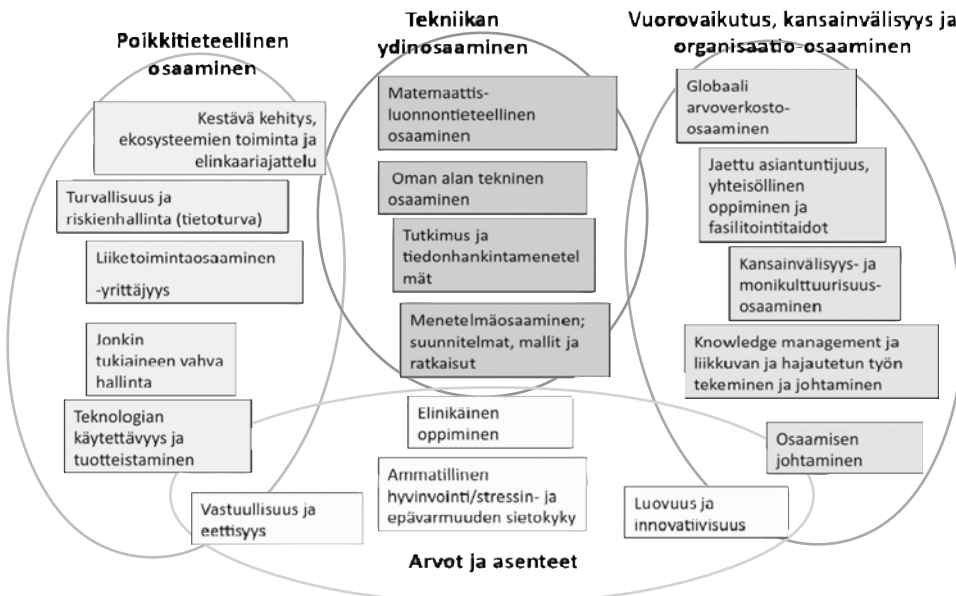 Poikkitieteellinen
osaaminen
Kestävä kehitys,
ekosysteemien toiminta ja
elinkaariajattelu
Turvallisuus ja
riskienhallinta (tietoturva)
Liiketoimintaosaaminen
-yrittäjyys
Jonkin
tukiaineen vahva
hallinta
Teknologian
käytettävyys ja
tuotteistaminen
Tekniikan
ydinosaaminen
Matemaattis-
luonnontieteellinen
osaaminen
Oman alan tekninen
osaaminen
Tutkimus ja
tiedonhankintamenetel
mät
Menetelmäosaaminen;
suunnitelmat, mallit ja
ratkaisut
Vuorovaikutus, kansainvälisyys ja
organisaatio-osaaminen
Globaali
arvoverkosto-
osaaminen
Jaettu asiantuntijuus,
yhteisöllinen
oppiminen ja
fasilitointitaidot
Kansainvälisyys- ja
monikulttuurisuus-
osaaminen
Knowledge management ja
liikkuvan ja hajautetun työn
tekeminen ja johtaminen
Osaamisen
johtaminen
Elinikäinen
oppiminen
Ammatillinen
hyvinvointi/stressin- ja
epävarmuuden sietokyky
Vastuullisuus ja
eettisyys
Luovuus ja
innovatiivisuus
Arvot ja asenteet